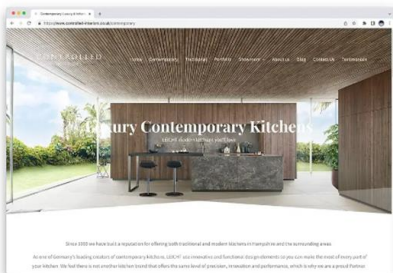 Contemporary luxury kitchens
https://www.controlled-interiors.co.uk/contemporary
CONTROLLED
Home Contemporary Traditional Portfolio Showroom About us Blog Contact Us Testimonials
Luxury Contemporary Kitchens
Since 1988 we have built a reputation for offering both traditional and modern kitchens in Hampshire and the surrounding areas.
As one of Germany's leading creators of contemporary kitchens, LEICHT use innovative and functional design elements so you can make the most of every part of
your kitchen. We feel there is not another kitchen brand that offers the same level of precision, innovation and performance, which is why we are a proud Partner